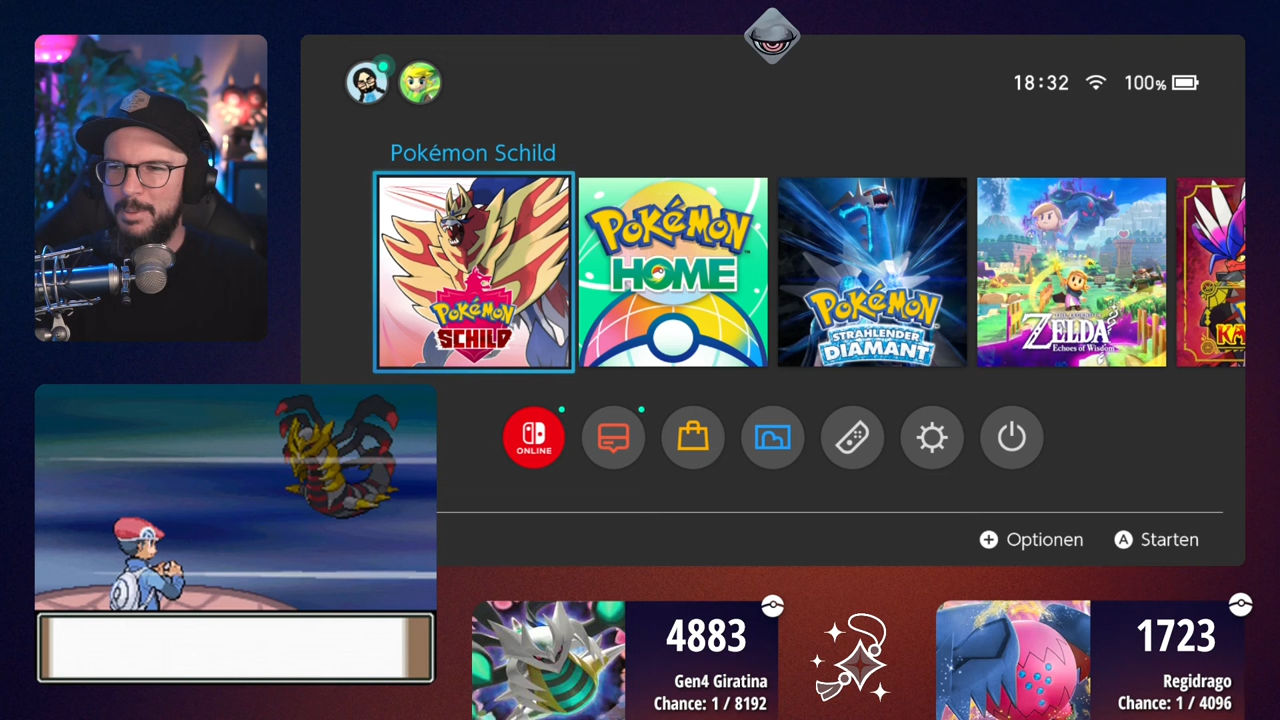 18:32
100%
Pokémon Schild
POKéMON
SCHILD
POKéMON
HOME
POKéMON
STRAHLENDER
DIAMANT
ZELDA
Echoes of Wisdom
KA
ONLINE
Optionen
Starten
4883
Gen4 Giratina
Chance: 1 / 8192
1723
Regidrago
Chance: 1 / 4096